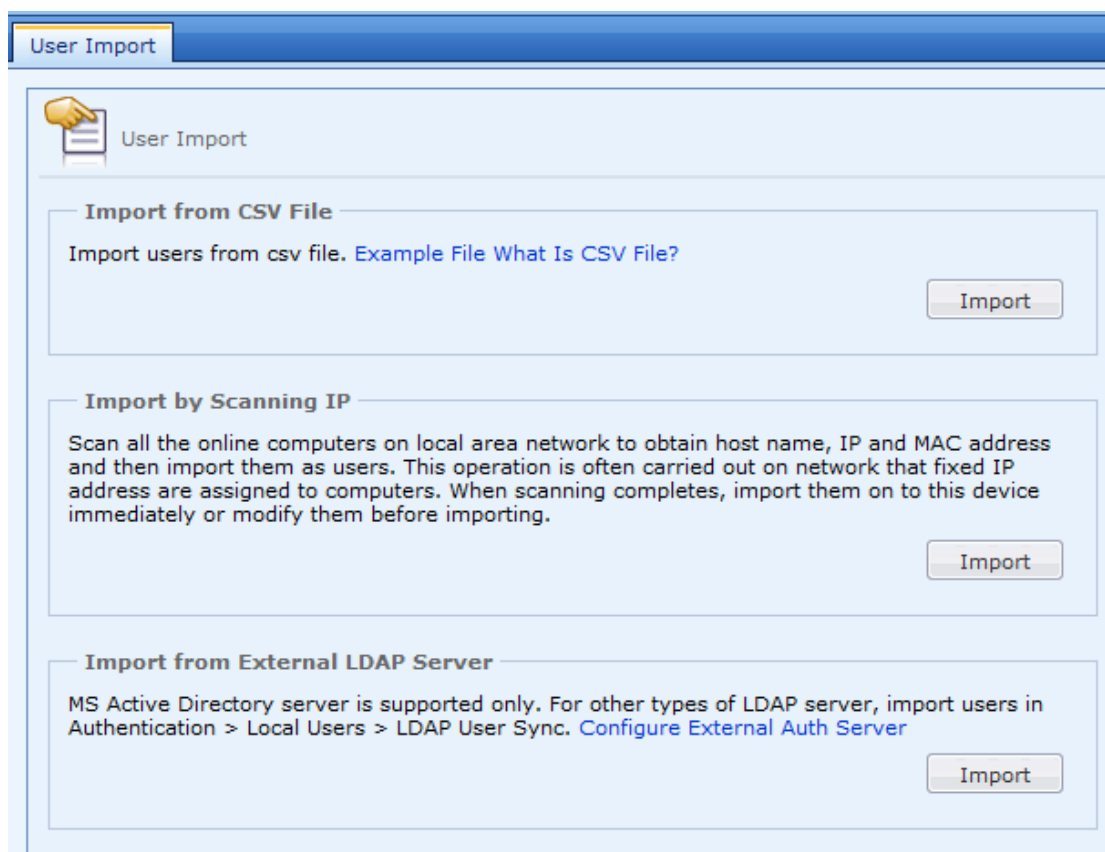 User Import
User Import
Import from CSV File
Import users from csv file. Example File What Is CSV File?
Import
Import by Scanning IP
Scan all the online computers on local area network to obtain host name, IP and MAC address
and then import them as users. This operation is often carried out on network that fixed IP
address are assigned to computers. When scanning completes, import them on to this device
immediately or modify them before importing.
Import
Import from External LDAP Server
MS Active Directory server is supported only. For other types of LDAP server, import users in
Authentication > Local Users > LDAP User Sync. Configure External Auth Server
Import